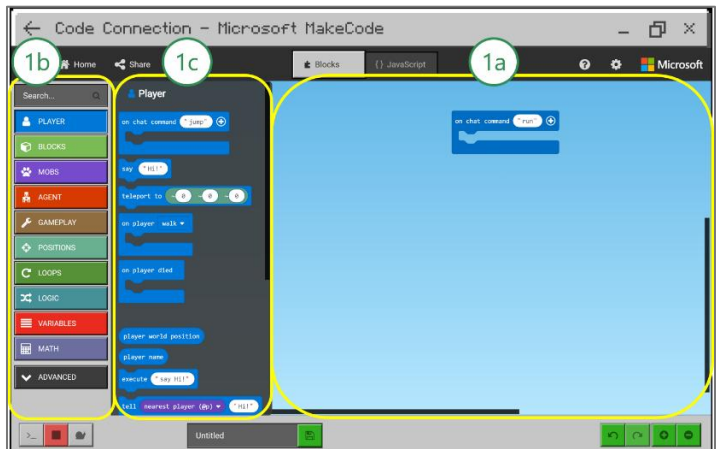 Code Connection - Microsoft MakeCode
1b
Home
Share
1c
Blocks
{ } JavaScript
1a
?
Microsoft
Search...
PLAYER
BLOCKS
MOBS
AGENT
GAMEPLAY
POSITIONS
LOOPS
LOGIC
VARIABLES
MATH
ADVANCED
Player
on chat command "jump"
say "Hi!"
teleport to ~0 ~0 ~0
on player walk
on player died
player world position
player name
execute "say Hi!"
tell nearest player (@p) "Hi!"
on chat command "run"
Untitled